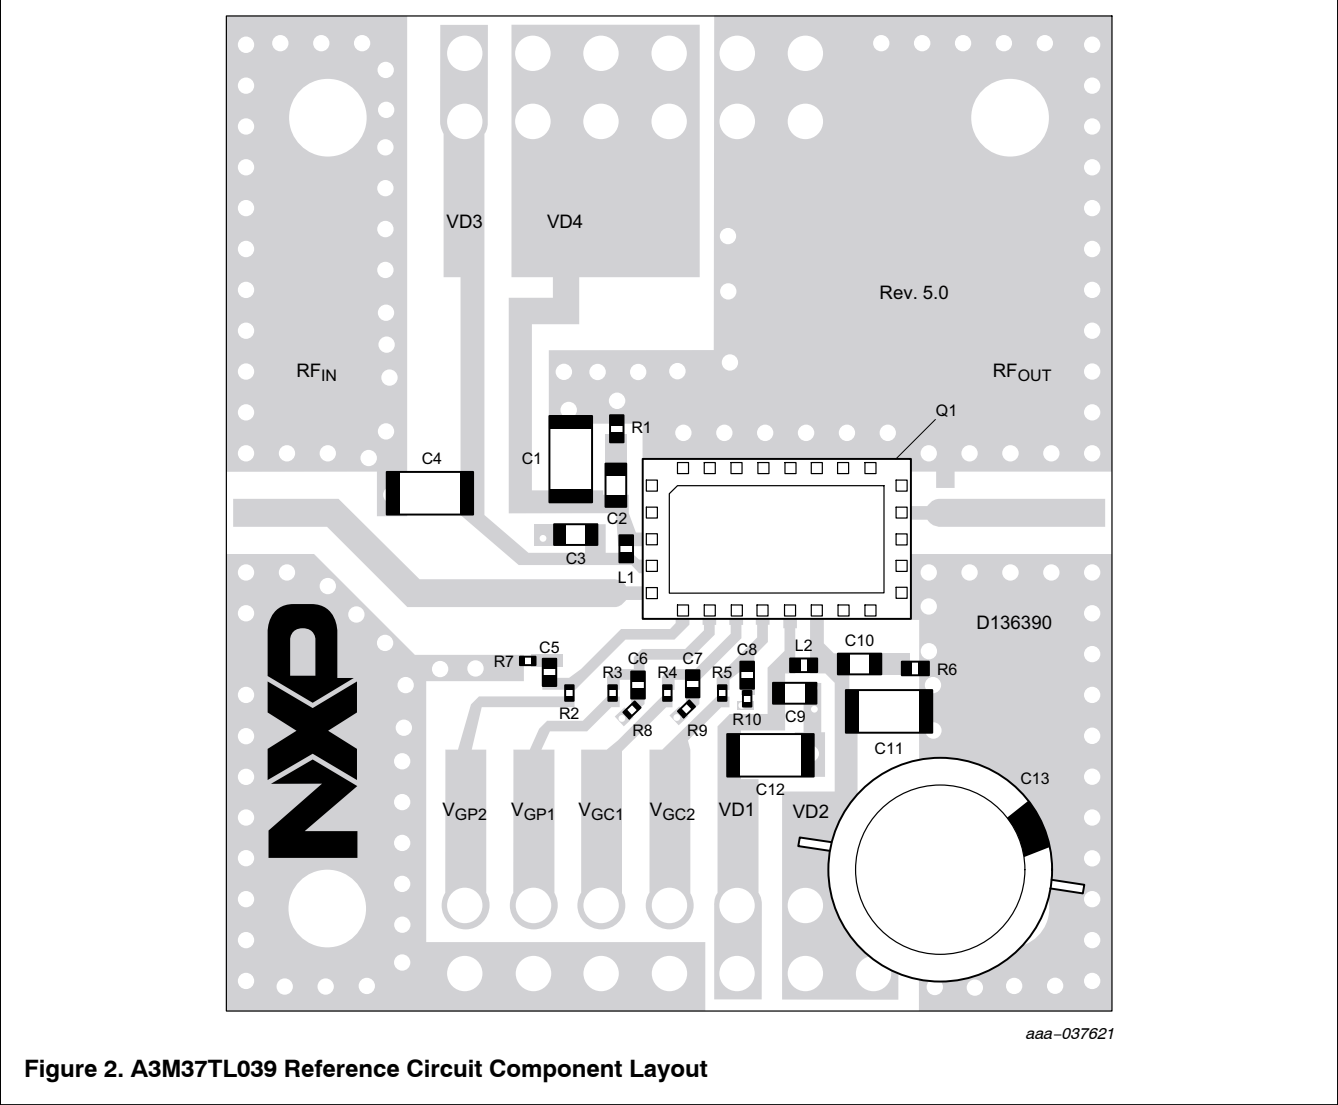 VD3
VD4
Rev. 5.0
RFIN
RFOUT
Q1
R1
C4
C1
C2
C3
L1
D136390
C5
C8
L2
C10
R7
C6
C7
R3
R4
R5
R6
R2
R8
R9
R10
C9
C11
C13
C12
NXP
VGP2
VGP1
VGC1
VGC2
VD1
VD2
aaa−037621
Figure 2. A3M37TL039 Reference Circuit Component Layout